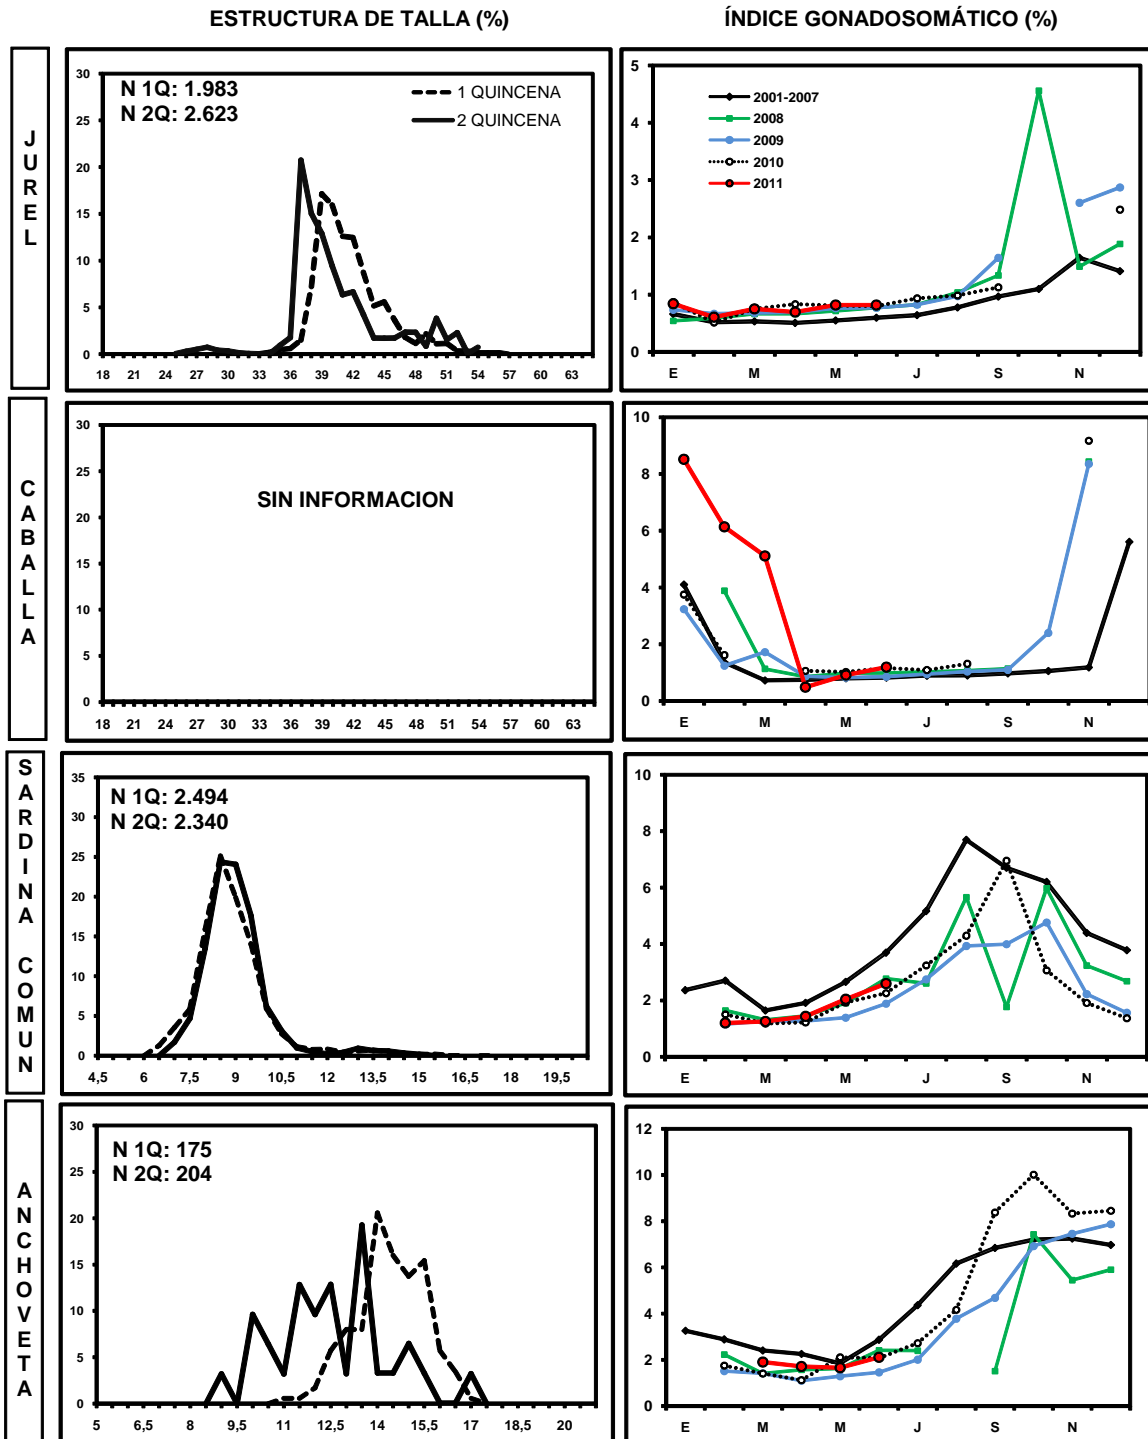 ESTRUCTURA DE TALLA (%)
ÍNDICE GONADOSOMÁTICO (%)
JUREL
30
25
20
15
10
5
0
N 1Q: 1.983
N 2Q: 2.623
1 QUINCENA
2 QUINCENA
18 21 24 27 30 33 36 39 42 45 48 51 54 57 60 63
5
4
3
2
1
0
2001-2007
2008
2009
2010
2011
E M M J S N
CABALLA
30
25
20
15
10
5
0
SIN INFORMACION
18 21 24 27 30 33 36 39 42 45 48 51 54 57 60 63
10
8
6
4
2
0
E M M J S N
SARDINA COMUN
35
30
25
20
15
10
5
0
N 1Q: 2.494
N 2Q: 2.340
4,5 6 7,5 9 10,5 12 13,5 15 16,5 18 19,5
10
8
6
4
2
0
E M M J S N
ANCHOVETA
30
25
20
15
10
5
0
N 1Q: 175
N 2Q: 204
5 6,5 8 9,5 11 12,5 14 15,5 17 18,5 20
12
10
8
6
4
2
0
E M M J S N